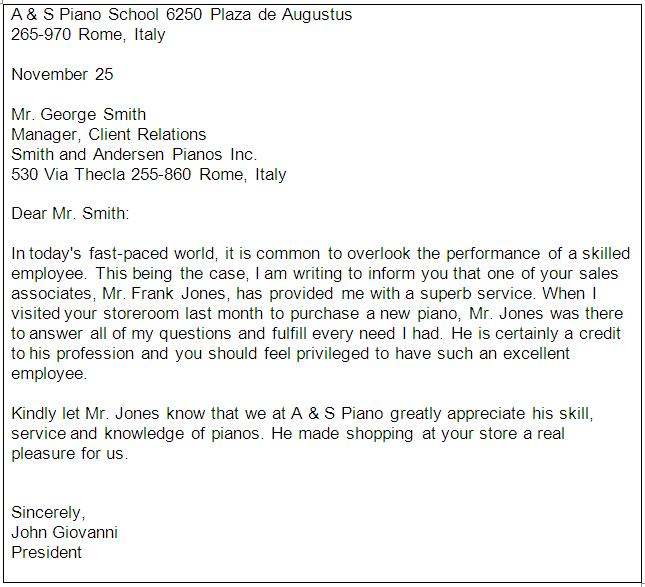 A & S Piano School 6250 Plaza de Augustus
265-970 Rome, Italy
November 25
Mr. George Smith
Manager, Client Relations
Smith and Andersen Pianos Inc.
530 Via Thecla 255-860 Rome, Italy
Dear Mr. Smith:
In today's fast-paced world, it is common to overlook the performance of a skilled
employee. This being the case, I am writing to inform you that one of your sales
associates, Mr. Frank Jones, has provided me with a superb service. When I
visited your storeroom last month to purchase a new piano, Mr. Jones was there
to answer all of my questions and fulfill every need I had. He is certainly a credit
to his profession and you should feel privileged to have such an excellent
employee.
Kindly let Mr. Jones know that we at A & S Piano greatly appreciate his skill,
service and knowledge of pianos. He made shopping at your store a real
pleasure for us.
Sincerely,
John Giovanni
President